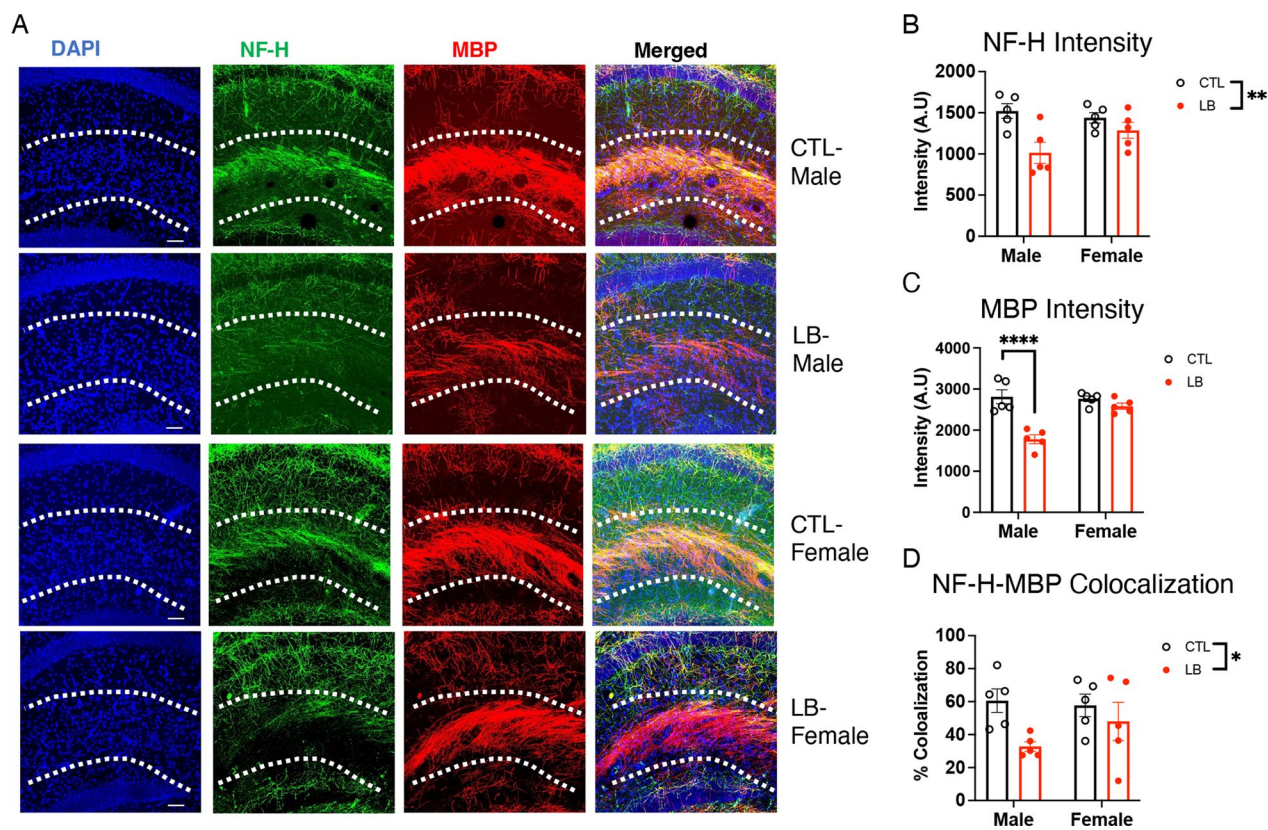 A
DAPI NF-H MBP Merged
CTL-
Male
LB-
Male
CTL-
Female
LB-
Female
B
NF-H Intensity
Intensity (A.U)
2000
1500
1000
500
0
Male Female
CTL
LB
**
C
MBP Intensity
Intensity (A.U)
4000
3000
2000
1000
0
****
Male Female
CTL
LB
D
NF-H-MBP Colocalization
% Coloalization
100
80
60
40
20
0
Male Female
CTL
LB
*